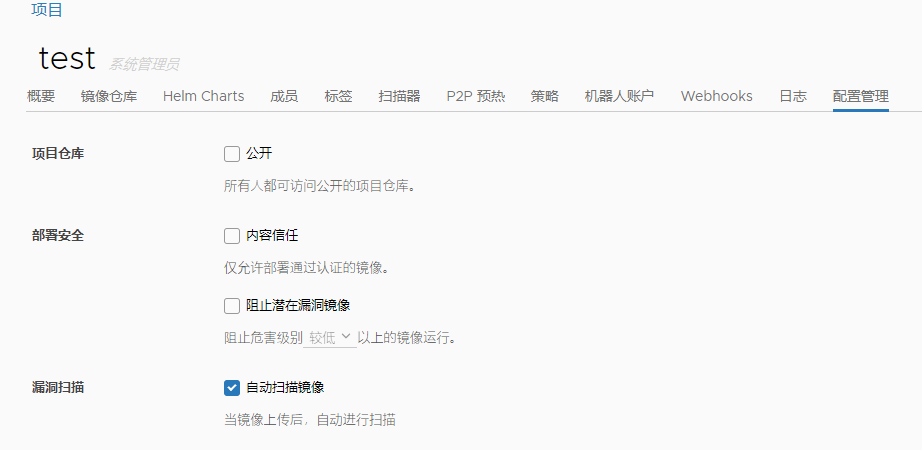 项目
test 系统管理员
概要 镜像仓库 Helm Charts 成员 标签 扫描器 P2P 预热 策略 机器人账户 Webhooks 日志 配置管理
项目仓库 公开
所有人都可访问公开的项目仓库。
部署安全 内容信任
仅允许部署通过认证的镜像。
阻止潜在漏洞镜像
阻止危害级别 较低 以上的镜像运行。
漏洞扫描 自动扫描镜像
当镜像上传后，自动进行扫描